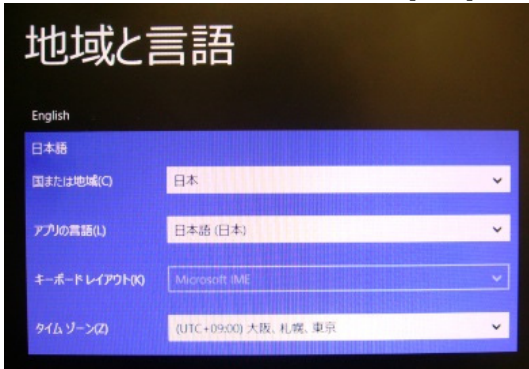 地域と言語
English
日本語
国または地域(C)
日本
アプリの言語(L)
日本語 (日本)
キーボード レイアウト(K)
Microsoft IME
タイム ゾーン(Z)
(UTC+09:00) 大阪、札幌、東京